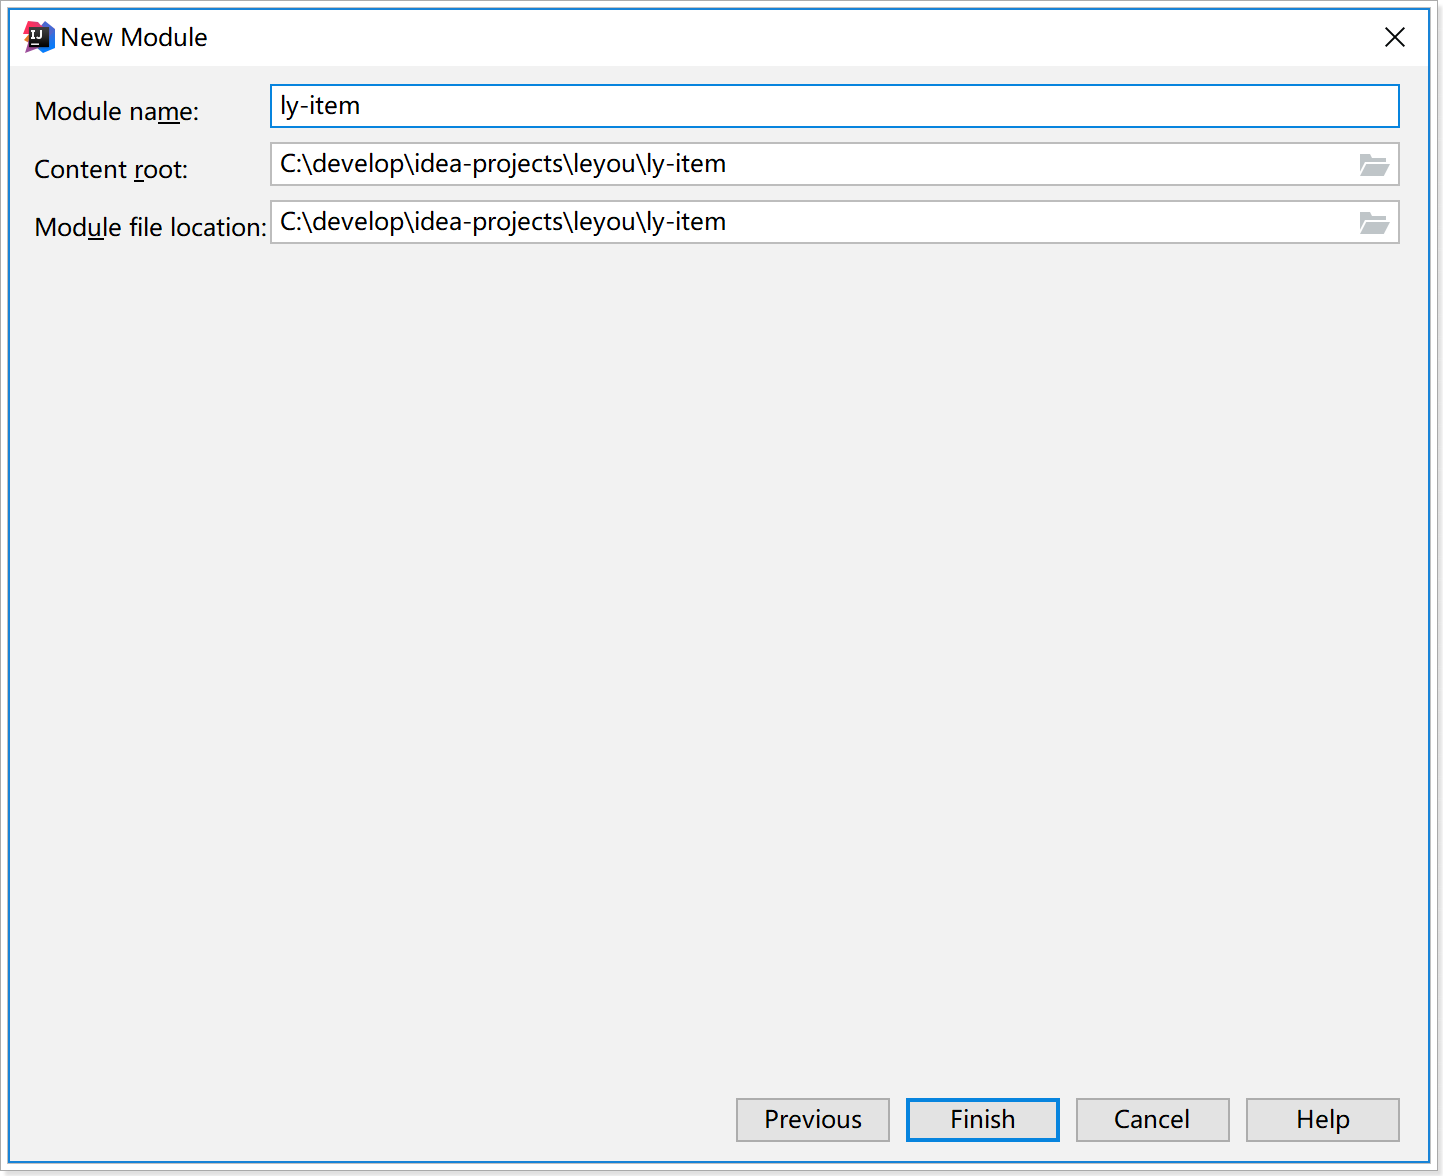 IJ
New Module
Module name: ly-item
Content root: C:\develop\idea-projects\leyou\ly-item
Module file location: C:\develop\idea-projects\leyou\ly-item
Previous Finish Cancel Help